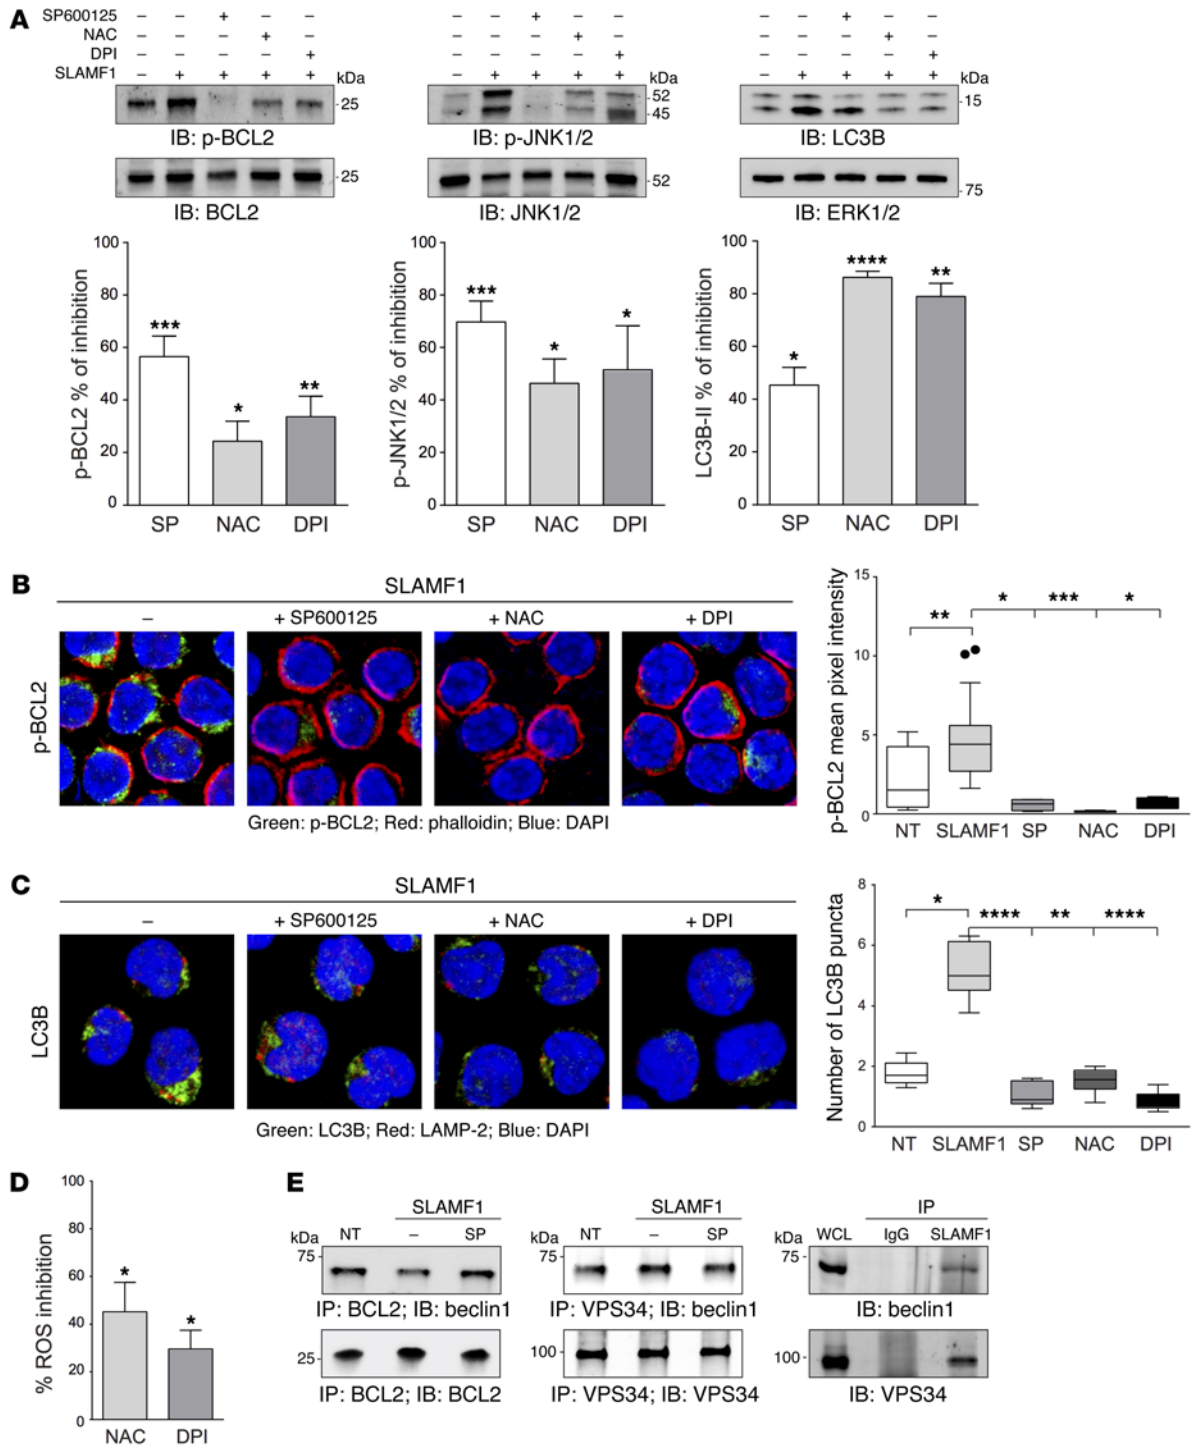 A
SP600125 – – + – – – – + – – – – + – –
NAC – – – + – – – – + – – – – + –
DPI – – – – + – – – – + – – – – +
SLAMF1 – + + + + – + + + + – + + + +
kDa kDa kDa
25 52 15
45
IB: p-BCL2 IB: p-JNK1/2 IB: LC3B
25 52 75
IB: BCL2 IB: JNK1/2 IB: ERK1/2
p-BCL2 % of inhibition
100
80
60
40
20
0
***
*
**
SP NAC DPI
p-JNK1/2 % of inhibition
100
80
60
40
20
0
***
*
*
SP NAC DPI
LC3B-II % of inhibition
100
80
60
40
20
0
*
****
**
SP NAC DPI
B
SLAMF1
– + SP600125 + NAC + DPI
p-BCL2
Green: p-BCL2; Red: phalloidin; Blue: DAPI
p-BCL2 mean pixel intensity
15
10
5
0
** * *** *
NT SLAMF1 SP NAC DPI
C
SLAMF1
– + SP600125 + NAC + DPI
LC3B
Green: LC3B; Red: LAMP-2; Blue: DAPI
Number of LC3B puncta
8
6
4
2
0
* **** ** ****
NT SLAMF1 SP NAC DPI
D
% ROS inhibition
100
80
60
40
20
0
*
*
NAC DPI
E
SLAMF1
kDa NT – SP
75
IP: BCL2; IB: beclin1
25
IP: BCL2; IB: BCL2
SLAMF1
kDa NT – SP
75
IP: VPS34; IB: beclin1
100
IP: VPS34; IB: VPS34
IP
kDa WCL IgG SLAMF1
75
IB: beclin1
100
IB: VPS34